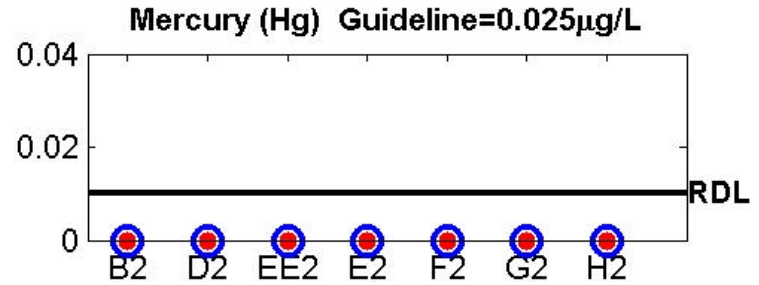 Mercury (Hg) Guideline=0.025µg/L
0.04
0.02
RDL
0
B2 D2 EE2 E2 F2 G2 H2